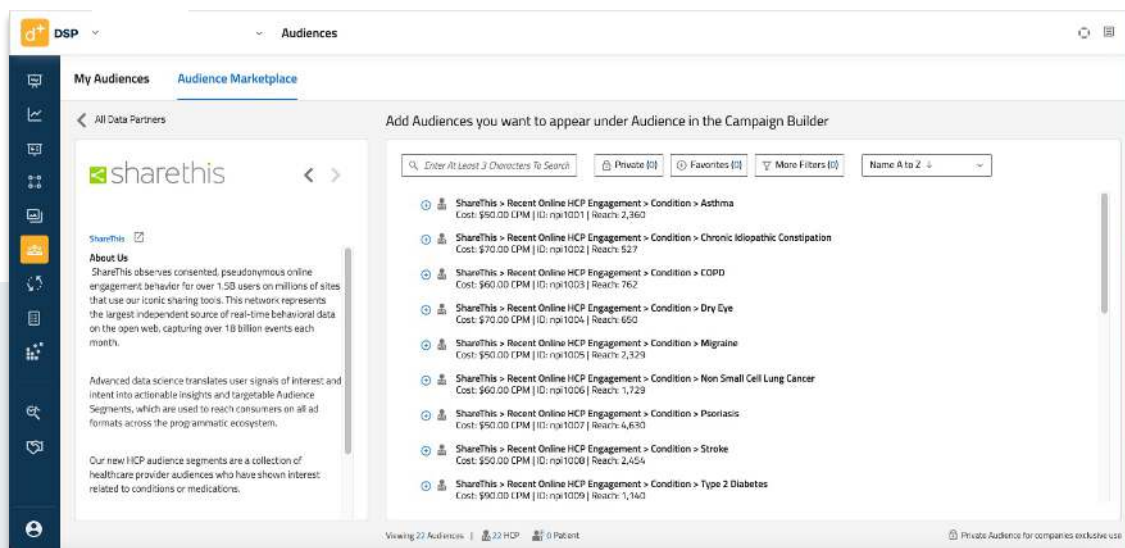 d+ DSP Audiences
My Audiences Audience Marketplace
All Data Partners
sharethis
ShareThis
About Us
ShareThis observes consented, pseudonymous online
engagement behavior for over 1.5B users on millions of sites
that use our iconic sharing tools. This network represents
the largest independent source of real-time behavioral data
on the open web, capturing over 18 billion events each
month.
Advanced data science translates user signals of interest and
intent into actionable insights and targetable Audience
Segments, which are used to reach consumers on all ad
formats across the programmatic ecosystem.
Our new HCP audience segments are a collection of
healthcare provider audiences who have shown interest
related to conditions or medications.
Add Audiences you want to appear under Audience in the Campaign Builder
Enter At Least 3 Characters To Search Private (0) Favorites (0) More Filters (0) Name A to Z ↓
ShareThis > Recent Online HCP Engagement > Condition > Asthma
Cost: $50.00 CPM | ID: npi1001 | Reach: 2,360
ShareThis > Recent Online HCP Engagement > Condition > Chronic Idiopathic Constipation
Cost: $70.00 CPM | ID: npi1002 | Reach: 527
ShareThis > Recent Online HCP Engagement > Condition > COPD
Cost: $60.00 CPM | ID: npi1003 | Reach: 762
ShareThis > Recent Online HCP Engagement > Condition > Dry Eye
Cost: $70.00 CPM | ID: npi1004 | Reach: 650
ShareThis > Recent Online HCP Engagement > Condition > Migraine
Cost: $50.00 CPM | ID: npi1005 | Reach: 2,329
ShareThis > Recent Online HCP Engagement > Condition > Non Small Cell Lung Cancer
Cost: $60.00 CPM | ID: npi1006 | Reach: 1,729
ShareThis > Recent Online HCP Engagement > Condition > Psoriasis
Cost: $50.00 CPM | ID: npi1007 | Reach: 4,630
ShareThis > Recent Online HCP Engagement > Condition > Stroke
Cost: $50.00 CPM | ID: npi1008 | Reach: 2,454
ShareThis > Recent Online HCP Engagement > Condition > Type 2 Diabetes
Cost: $90.00 CPM | ID: npi1009 | Reach: 1,140
Viewing 22 Audiences | 22 HCP 0 Patient Private Audience for companies exclusive use